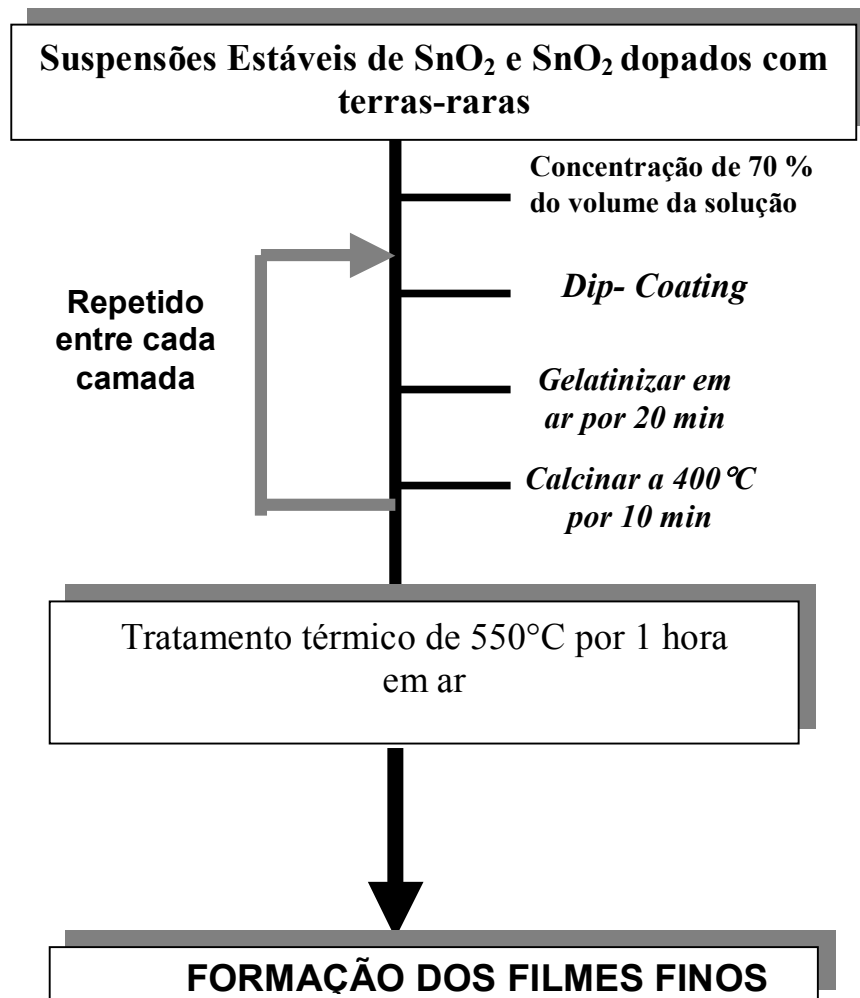 Suspensões Estáveis de SnO₂ e SnO₂ dopados com
terras-raras
Concentração de 70 %
do volume da solução
Dip- Coating
Repetido
entre cada
camada
Gelatinizar em
ar por 20 min
Calcinar a 400°C
por 10 min
Tratamento térmico de 550°C por 1 hora
em ar
FORMAÇÃO DOS FILMES FINOS